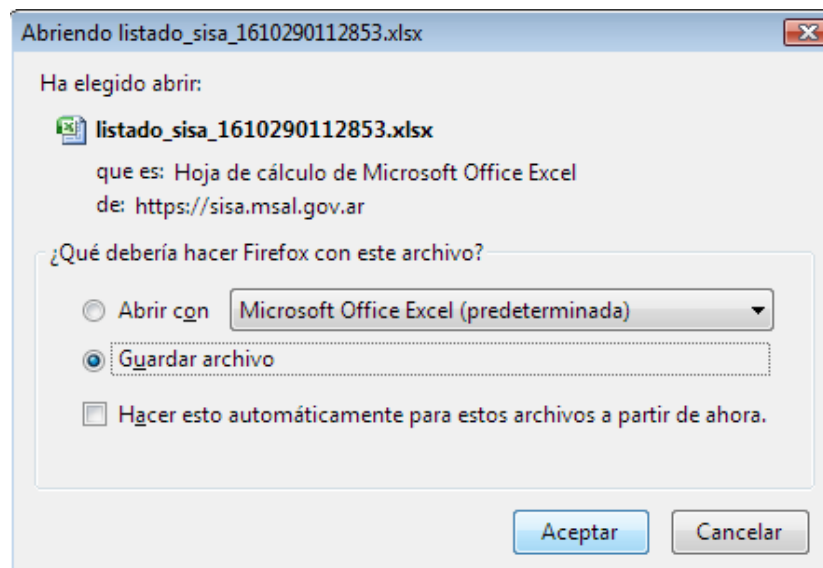 Abriendo listado_sisa_1610290112853.xlsx
Ha elegido abrir:
listado_sisa_1610290112853.xlsx
que es: Hoja de cálculo de Microsoft Office Excel
de: https://sisa.msal.gov.ar
¿Qué debería hacer Firefox con este archivo?
Abrir con Microsoft Office Excel (predeterminada)
Guardar archivo
Hacer esto automáticamente para estos archivos a partir de ahora.
Aceptar Cancelar